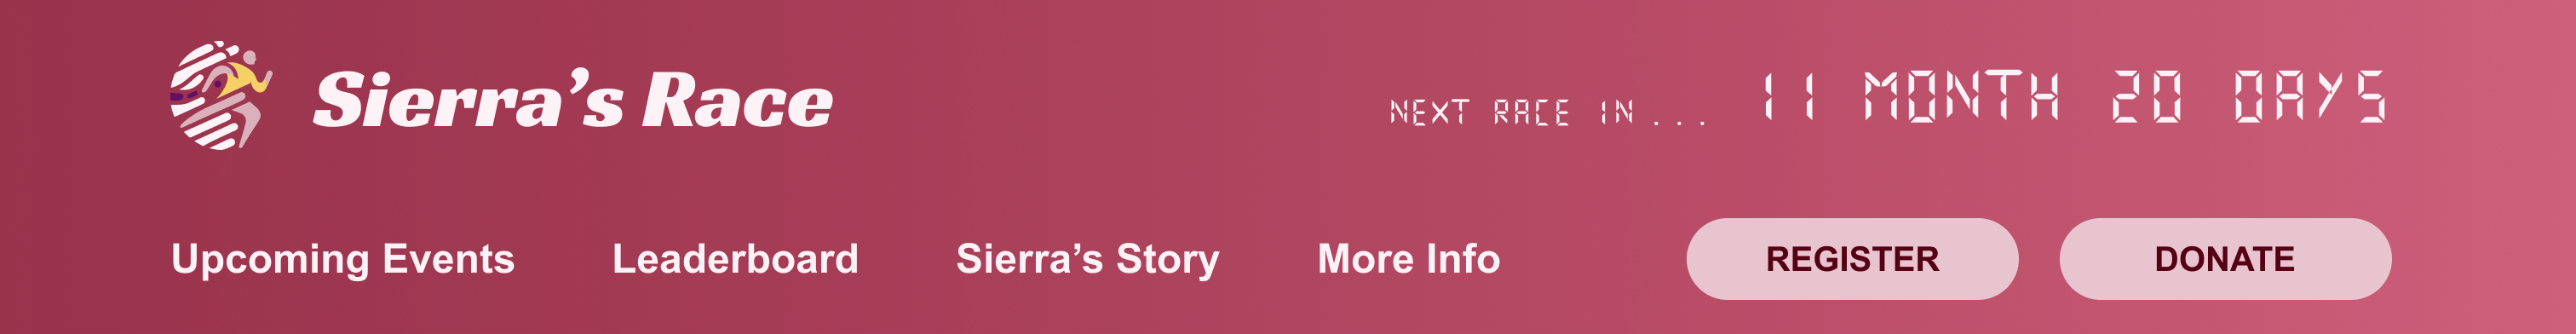 Sierra’s Race
NEXT RACE IN ... 11 MONTH 20 DAYS
Upcoming Events Leaderboard Sierra’s Story More Info REGISTER DONATE